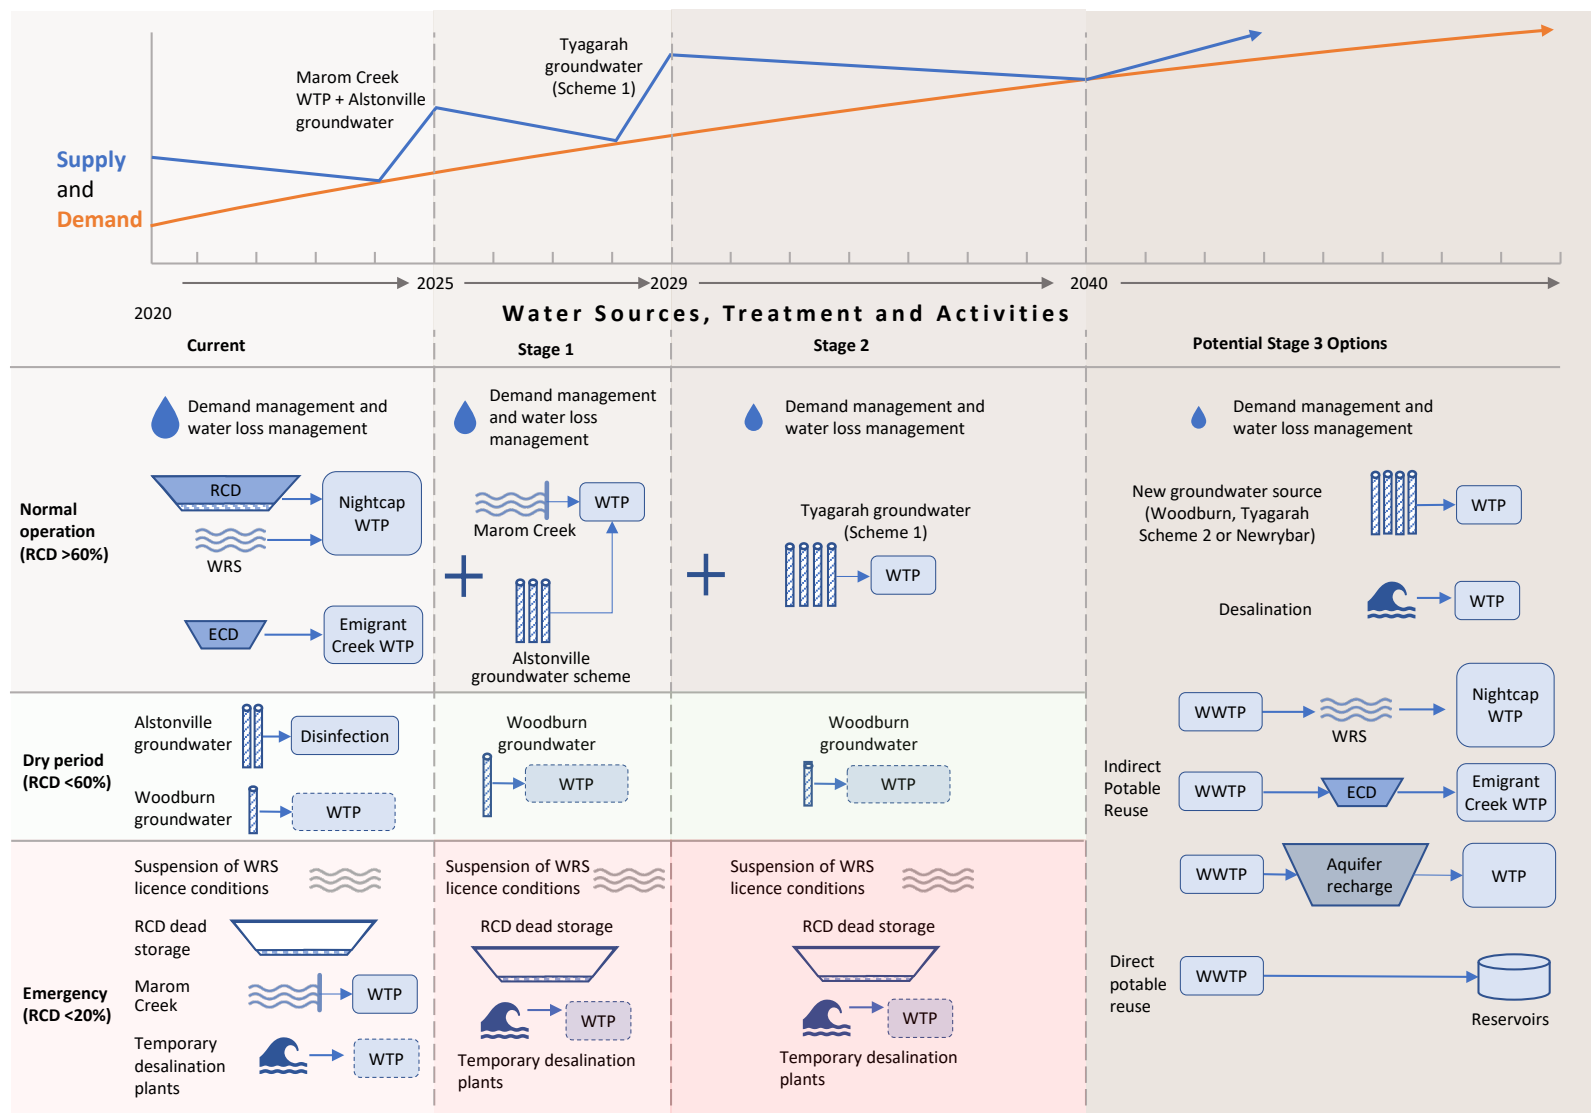 Marom Creek
WTP + Alstonville
groundwater
Tyagarah
groundwater
(Scheme 1)
Supply
and
Demand
2020
2025
2029
2040
Water Sources, Treatment and Activities
Current
Stage 1
Stage 2
Potential Stage 3 Options
Normal
operation
(RCD >60%)
Demand management and
water loss management
RCD
Nightcap
WTP
WRS
ECD
Emigrant
Creek WTP
Demand management
and water loss
management
WTP
Marom Creek
Alstonville
groundwater scheme
Demand management and
water loss management
Tyagarah groundwater
(Scheme 1)
WTP
Dry period
(RCD <60%)
Alstonville
groundwater
Disinfection
Woodburn
groundwater
WTP
Woodburn
groundwater
WTP
Woodburn
groundwater
WTP
Emergency
(RCD <20%)
Suspension of WRS
licence conditions
RCD dead
storage
Marom
Creek
WTP
Temporary
desalination
plants
WTP
Suspension of WRS
licence conditions
RCD dead storage
WTP
Temporary desalination
plants
Suspension of WRS
licence conditions
RCD dead storage
WTP
Temporary desalination
plants
Demand management and
water loss management
New groundwater source
(Woodburn, Tyagarah
Scheme 2 or Newrybar)
WTP
Desalination
WTP
Indirect
Potable
Reuse
WWTP
WRS
Nightcap
WTP
WWTP
ECD
Emigrant
Creek WTP
WWTP
Aquifer
recharge
WTP
Direct
potable
reuse
WWTP
Reservoirs